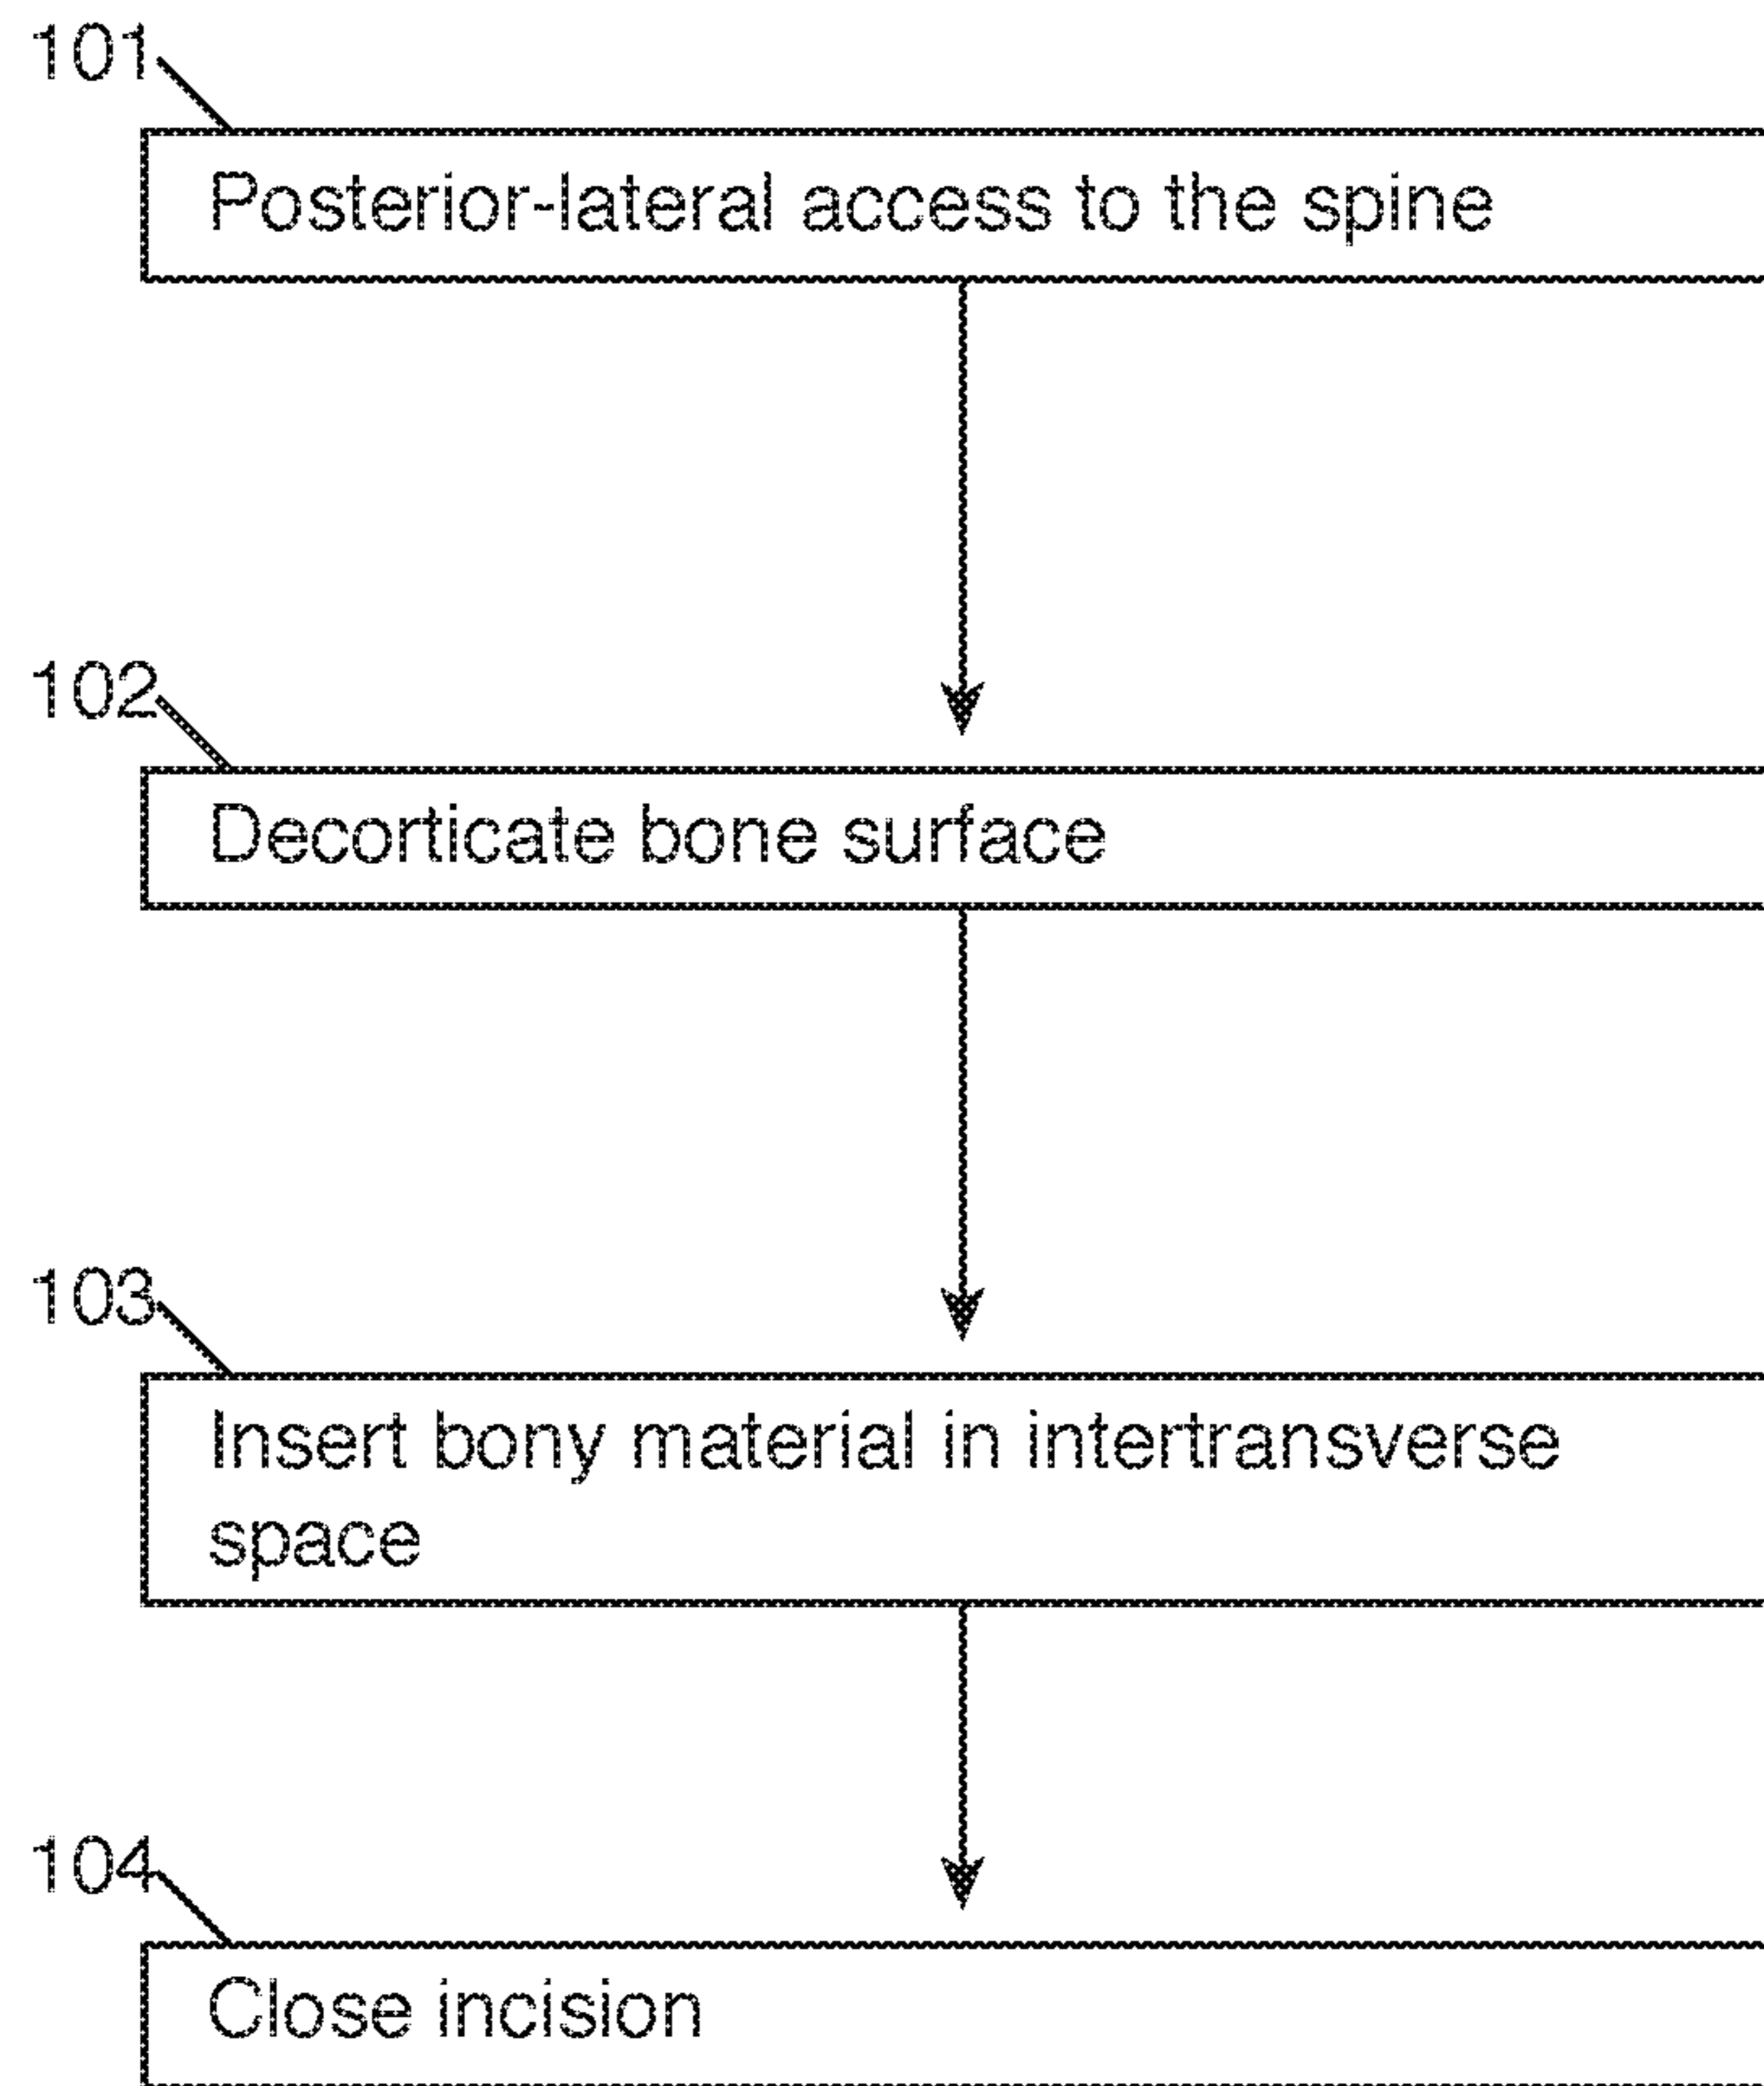 101
Posterior-lateral access to the spine
102
Decorticate bone surface
103
Insert bony material in intertransverse
space
104
Close incision